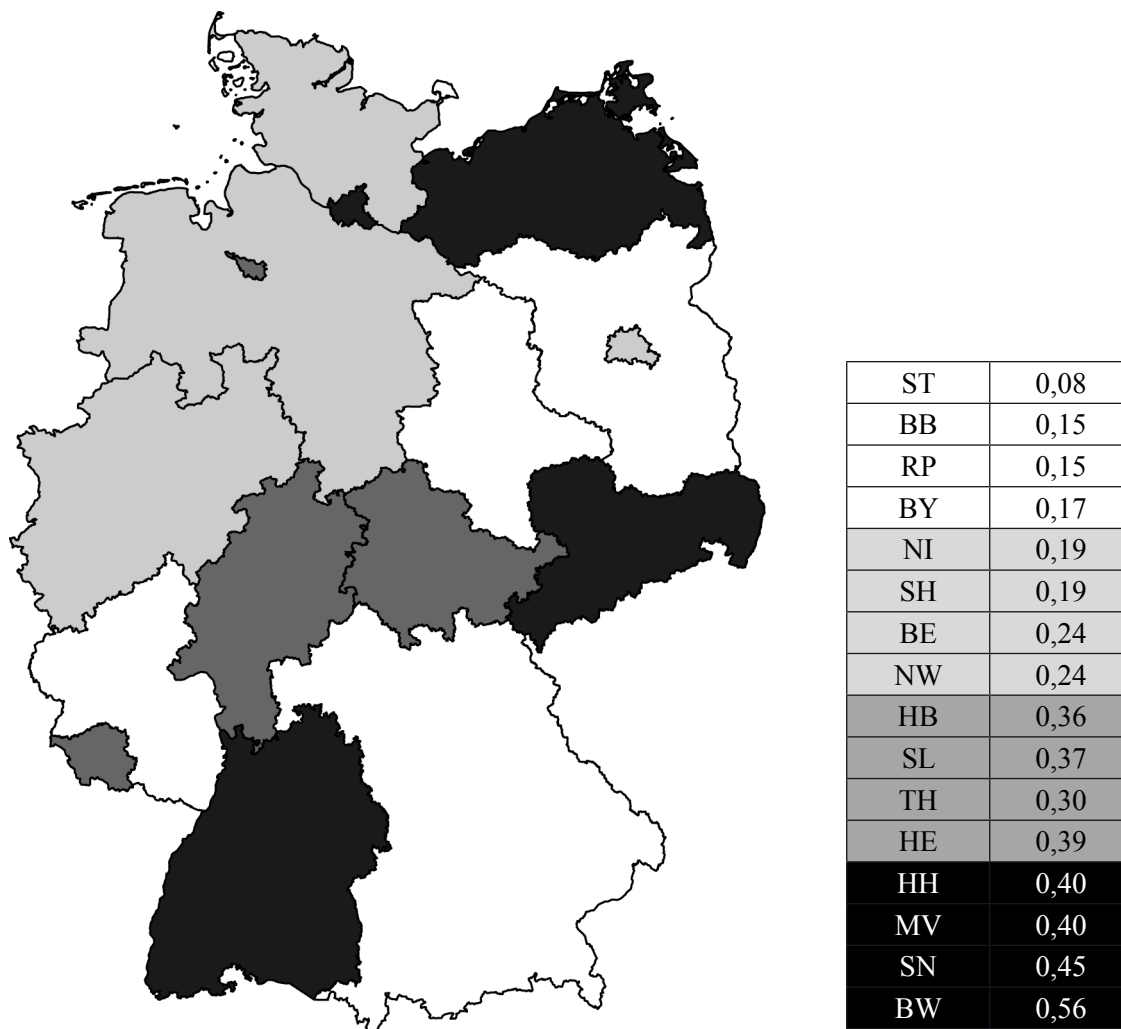 ST 0,08
BB 0,15
RP 0,15
BY 0,17
NI 0,19
SH 0,19
BE 0,24
NW 0,24
HB 0,36
SL 0,37
TH 0,30
HE 0,39
HH 0,40
MV 0,40
SN 0,45
BW 0,56